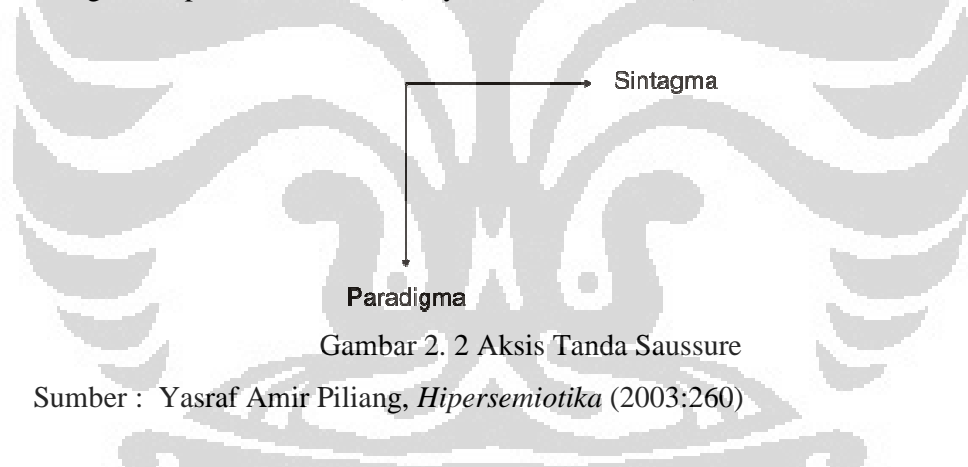 Sintagma
Paradigma
Gambar 2. 2 Aksis Tanda Saussure
Sumber : Yasraf Amir Piliang, Hipersemiotika (2003:260)